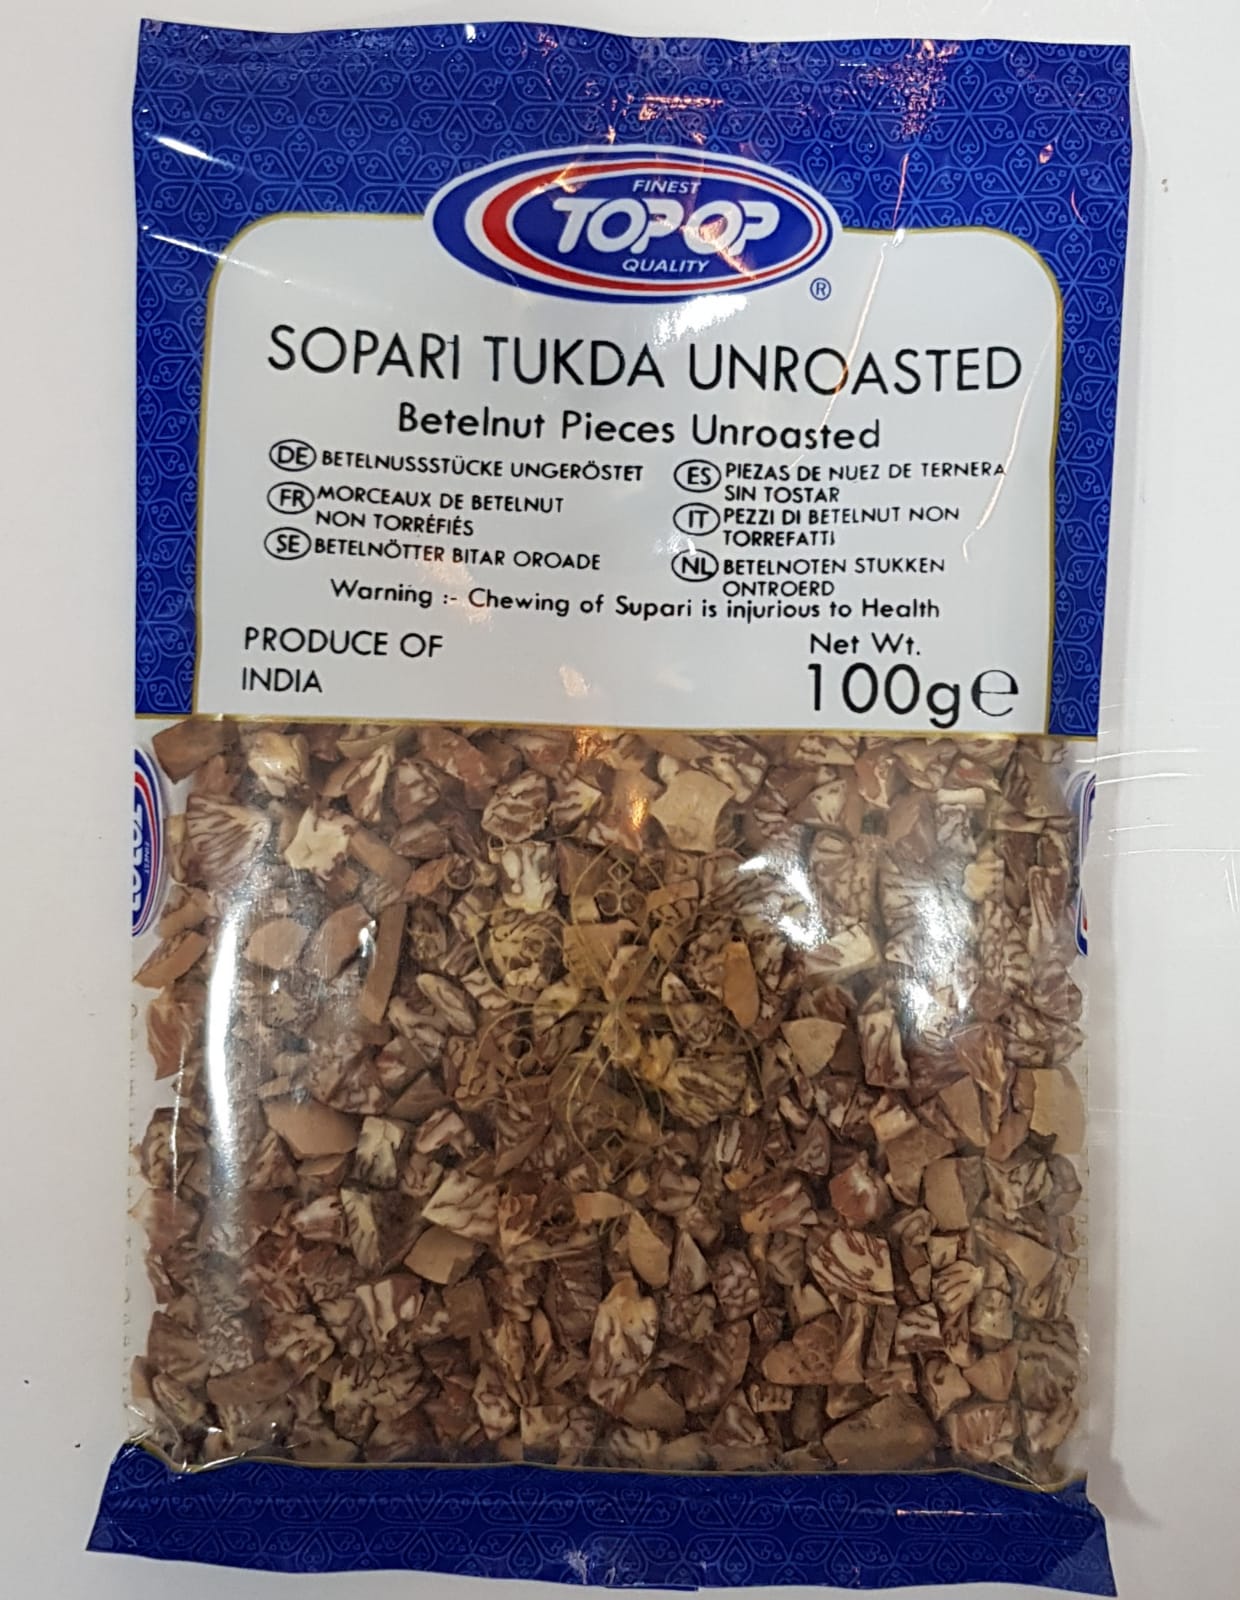 FINEST
TOPOP
QUALITY
®
SOPARI TUKDA UNROASTED
Betelnut Pieces Unroasted
DE BETELNUSSSTÜCKE UNGERÖSTET
FR MORCEAUX DE BETELNUT
NON TORRÉFIÉS
SE BETELNÖTTER BITAR OROADE
ES PIEZAS DE NUEZ DE TERNERA
SIN TOSTAR
IT PEZZI DI BETELNUT NON
TORREFATTI
NL BETELNOTEN STUKKEN
ONTROERD
Warning :- Chewing of Supari is injurious to Health
PRODUCE OF
INDIA
Net Wt.
100g℮
TOPOP
FINEST